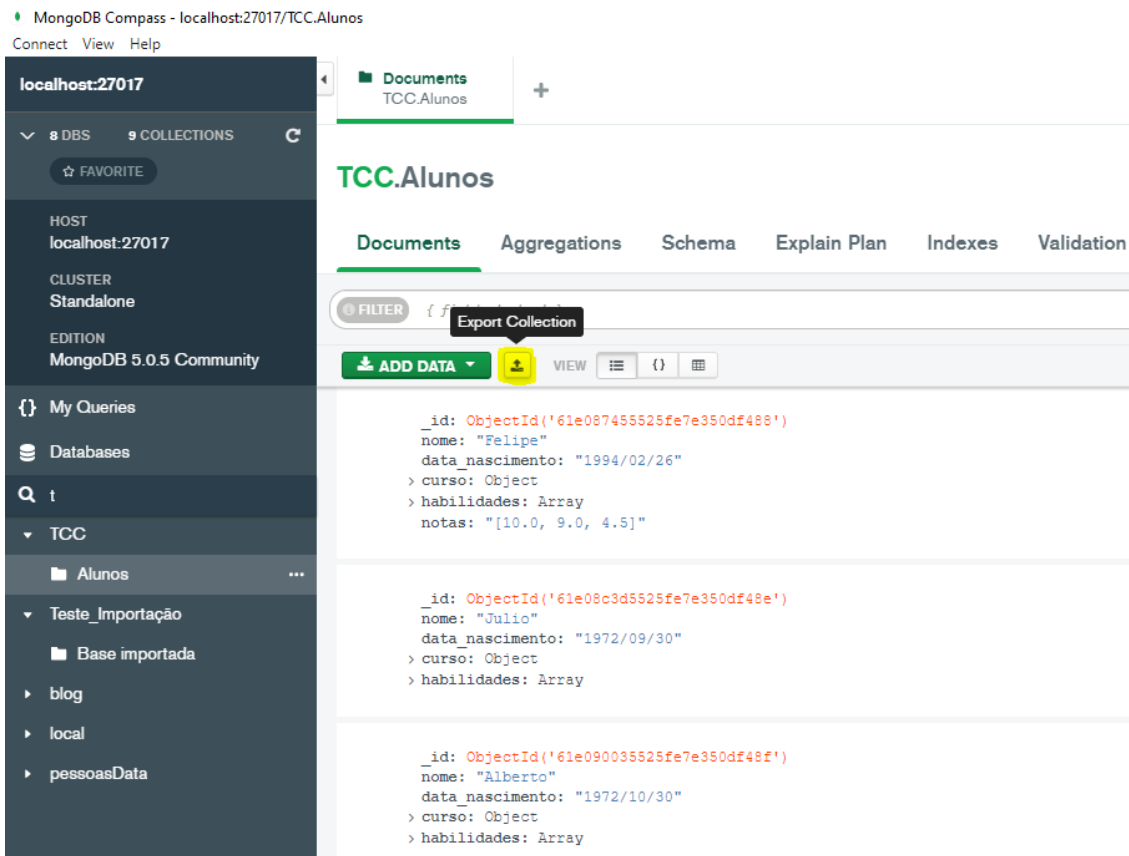 MongoDB Compass - localhost:27017/TCC.Alunos
Connect View Help
localhost:27017
8 DBS 9 COLLECTIONS
FAVORITE
HOST
localhost:27017
CLUSTER
Standalone
EDITION
MongoDB 5.0.5 Community
{} My Queries
Databases
t
TCC
Alunos
Teste_Importação
Base importada
blog
local
pessoasData
Documents
TCC.Alunos
TCC.Alunos
Documents Aggregations Schema Explain Plan Indexes Validation
FILTER
Export Collection
ADD DATA VIEW {}
_id: ObjectId('61e087455525fe7e350df488')
nome: "Felipe"
data_nascimento: "1994/02/26"
> curso: Object
> habilidades: Array
notas: "[10.0, 9.0, 4.5]"
_id: ObjectId('61e08c3d5525fe7e350df48e')
nome: "Julio"
data_nascimento: "1972/09/30"
> curso: Object
> habilidades: Array
_id: ObjectId('61e090035525fe7e350df48f')
nome: "Alberto"
data_nascimento: "1972/10/30"
> curso: Object
> habilidades: Array